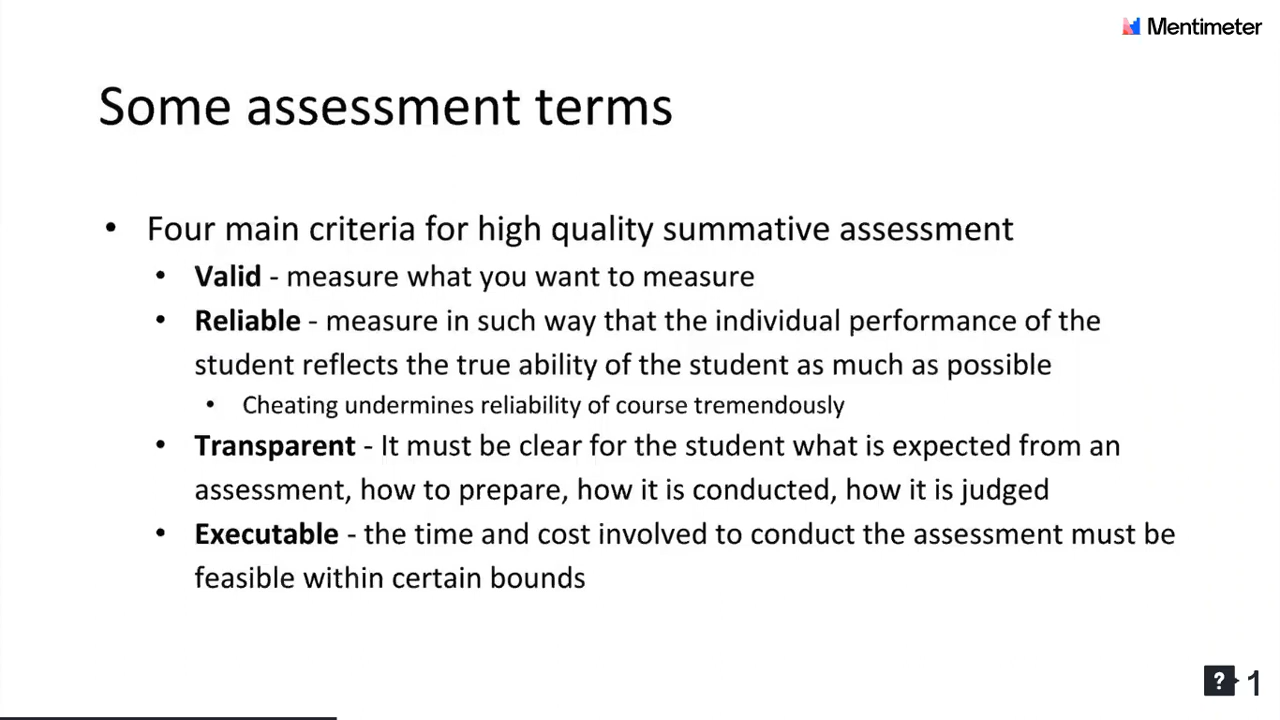 Mentimeter
Some assessment terms
• Four main criteria for high quality summative assessment
• Valid - measure what you want to measure
• Reliable - measure in such way that the individual performance of the
student reflects the true ability of the student as much as possible
• Cheating undermines reliability of course tremendously
• Transparent - It must be clear for the student what is expected from an
assessment, how to prepare, how it is conducted, how it is judged
• Executable - the time and cost involved to conduct the assessment must be
feasible within certain bounds
? 1